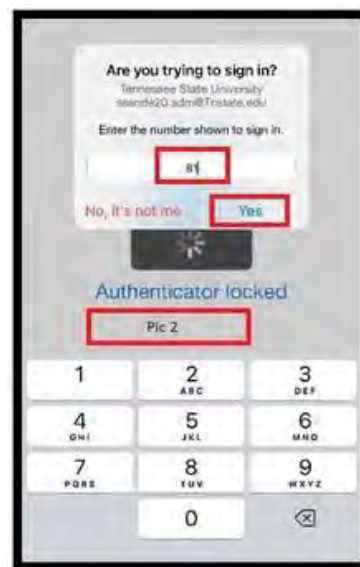 Are you trying to sign in?
Tennessee State University
Enter the number shown to sign in.
81
No, it's not me
Yes
Authenticator locked
Pic 2
1
2
ABC
3
DEF
4
GHI
5
JKL
6
MNO
7
PQRS
8
TUV
9
WXYZ
0